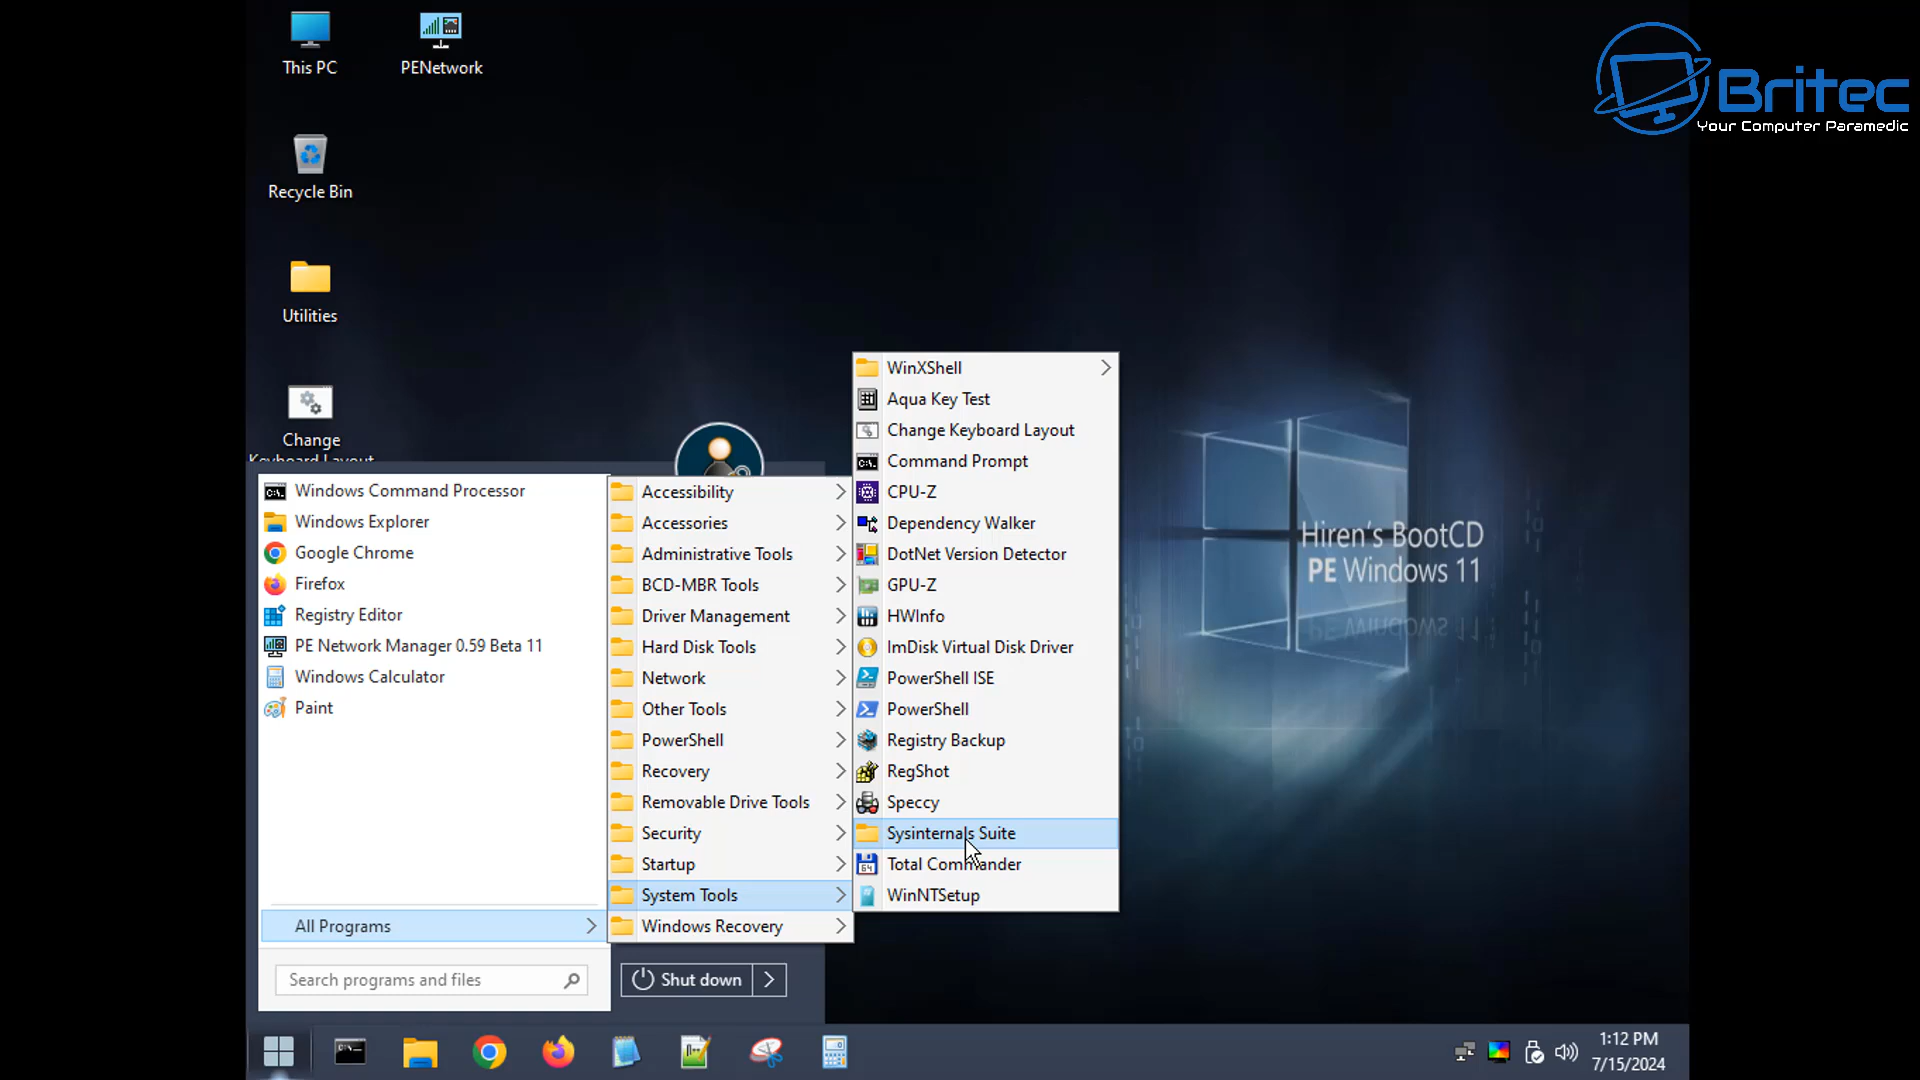 This PC
PENetwork
Britec
Your Computer Paramedic
Recycle Bin
Utilities
Change
Keyboard Layout
WinXShell
Aqua Key Test
Change Keyboard Layout
Command Prompt
CPU-Z
Dependency Walker
DotNet Version Detector
GPU-Z
HWInfo
ImDisk Virtual Disk Driver
PowerShell ISE
PowerShell
Registry Backup
RegShot
Speccy
Sysinternals Suite
Total Commander
WinNTSetup
Accessibility
Accessories
Administrative Tools
BCD-MBR Tools
Driver Management
Hard Disk Tools
Network
Other Tools
PowerShell
Recovery
Removable Drive Tools
Security
Startup
System Tools
Windows Recovery
Windows Command Processor
Windows Explorer
Google Chrome
Firefox
Registry Editor
PE Network Manager 0.59 Beta 11
Windows Calculator
Paint
All Programs
Search programs and files
Shut down
Hiren's BootCD
PE Windows 11
1:12 PM
7/15/2024